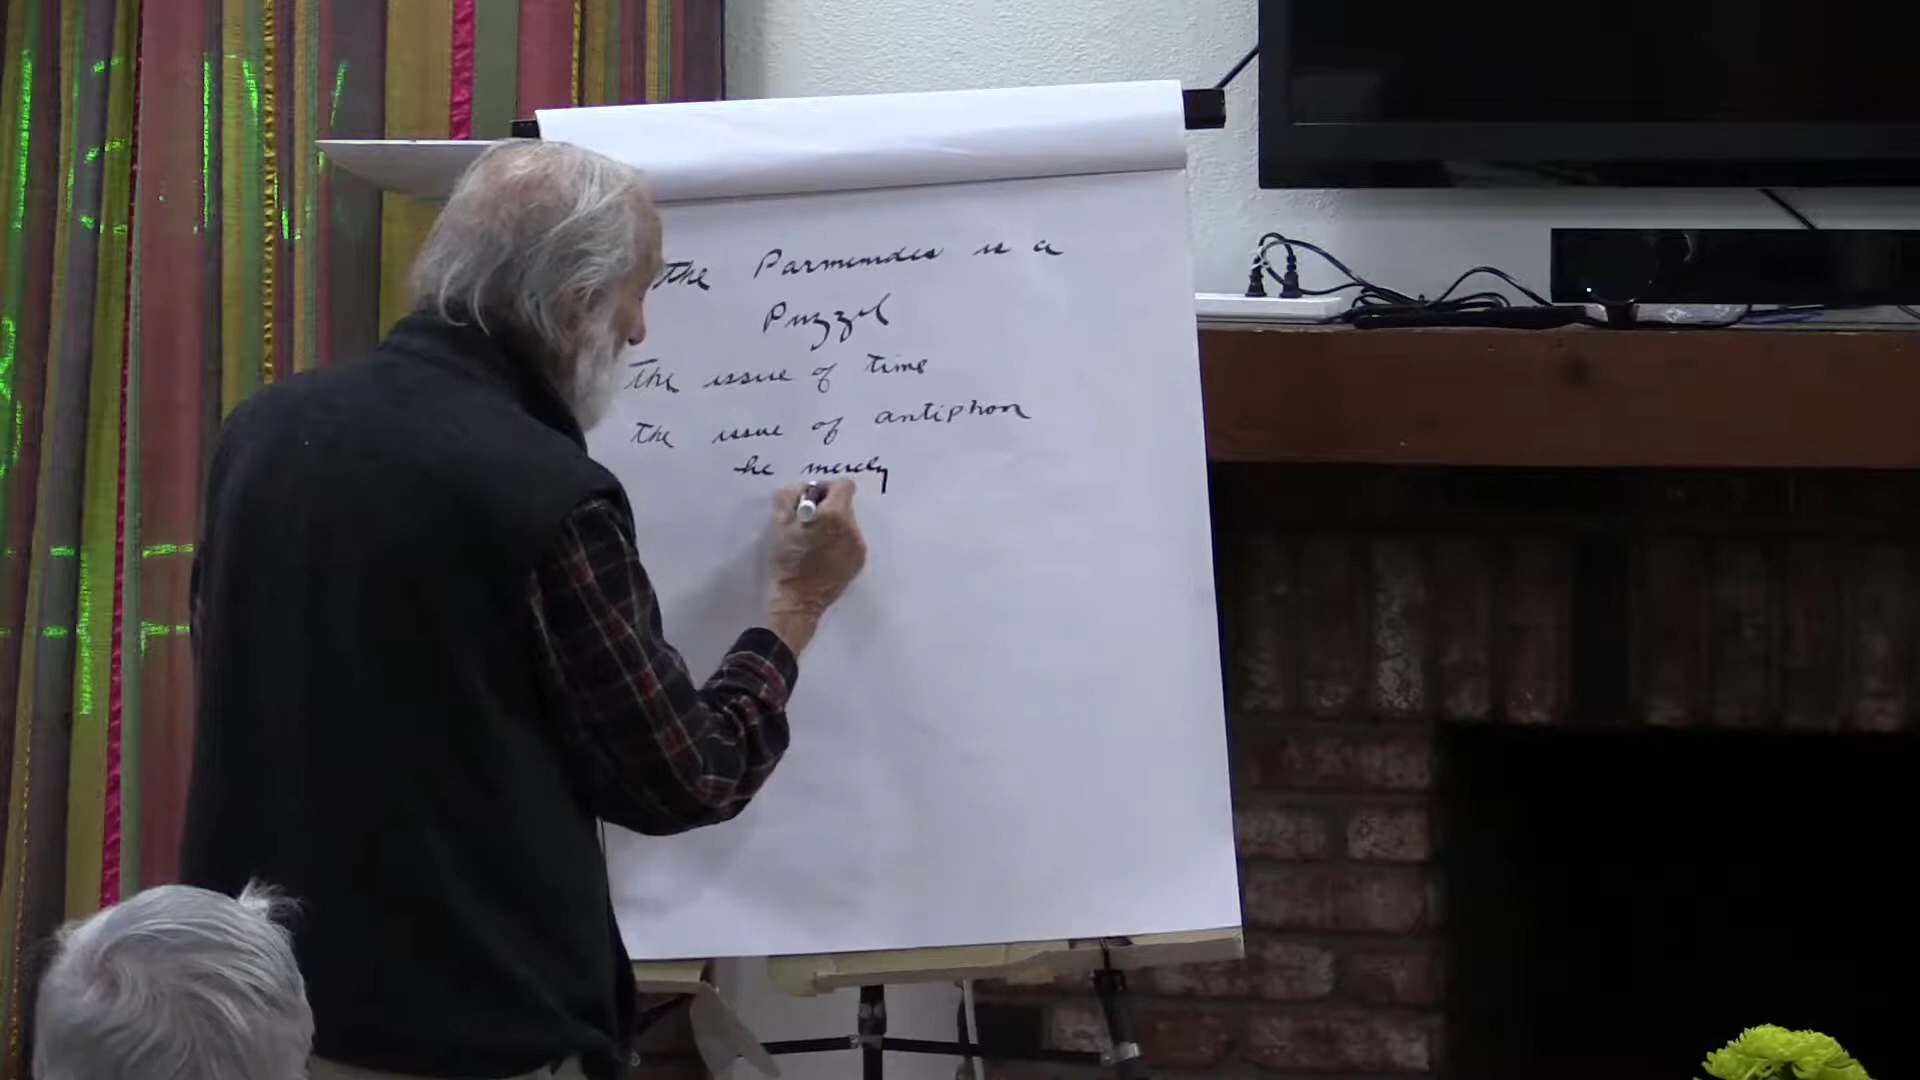 the Parmenides is a
Puzzel
The issue of time
the issue of antiphon
he merely